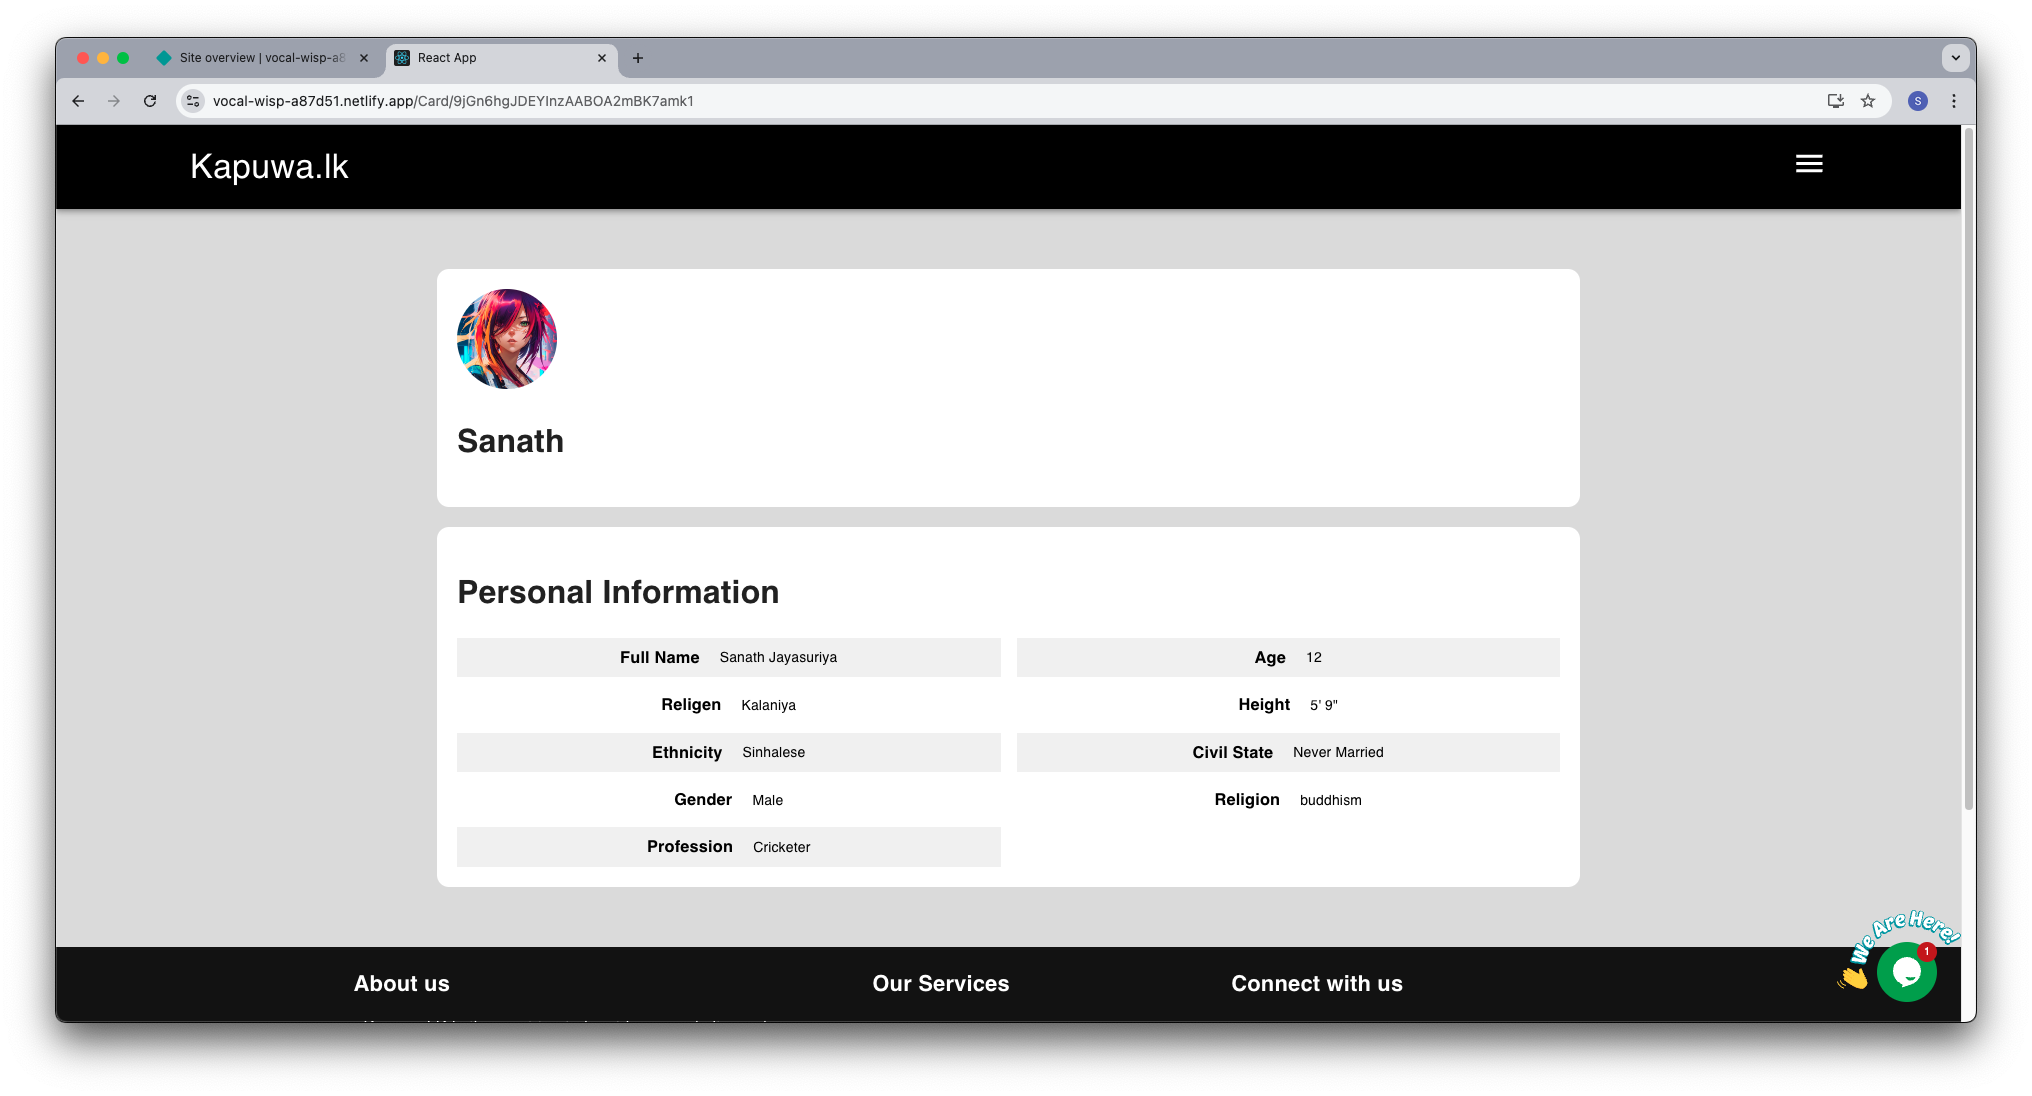 Site overview | vocal-wisp-a8
React App
vocal-wisp-a87d51.netlify.app/Card/9jGn6hgJDEYInzAABOA2mBK7amk1
S
Kapuwa.lk
Sanath
Personal Information
Full Name Sanath Jayasuriya
Age 12
Religen Kalaniya
Height 5' 9"
Ethnicity Sinhalese
Civil State Never Married
Gender Male
Religion buddhism
Profession Cricketer
We Are Here!
1
About us
Our Services
Connect with us